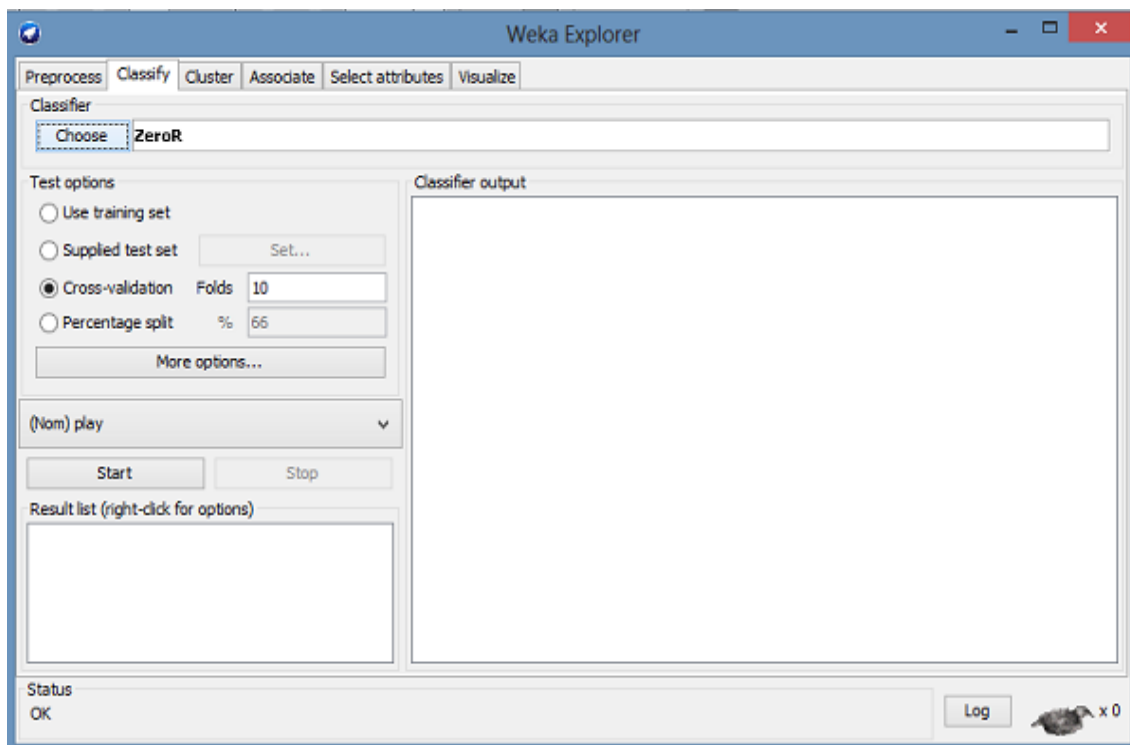 Weka Explorer
Preprocess Classify Cluster Associate Select attributes Visualize
Classifier
Choose ZeroR
Test options
Use training set
Supplied test set Set...
Cross-validation Folds 10
Percentage split % 66
More options...
(Nom) play
Start Stop
Result list (right-click for options)
Classifier output
Status
OK
Log x 0